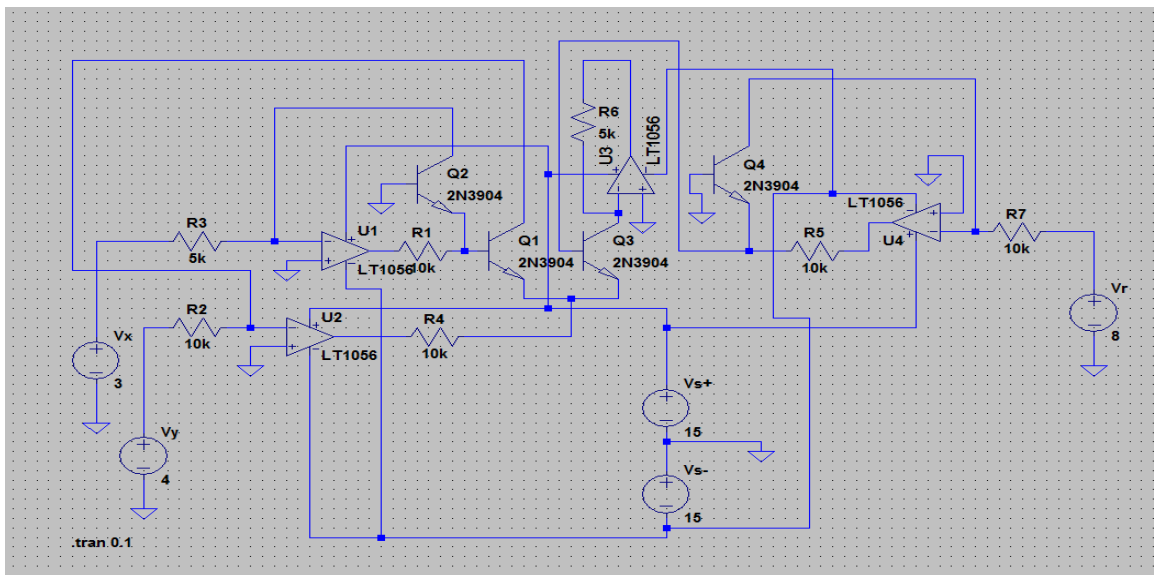 R6
5k
U3
LT1056
Q4
2N3904
Q2
2N3904
LT1056
R3
5k
U1
R1
10k
LT1056
Q1
2N3904
Q3
2N3904
R5
10k
U4
R7
10k
Vx
3
R2
10k
U2
LT1056
R4
10k
Vr
8
Vy
4
Vs+
15
Vs-
15
.tran 0.1